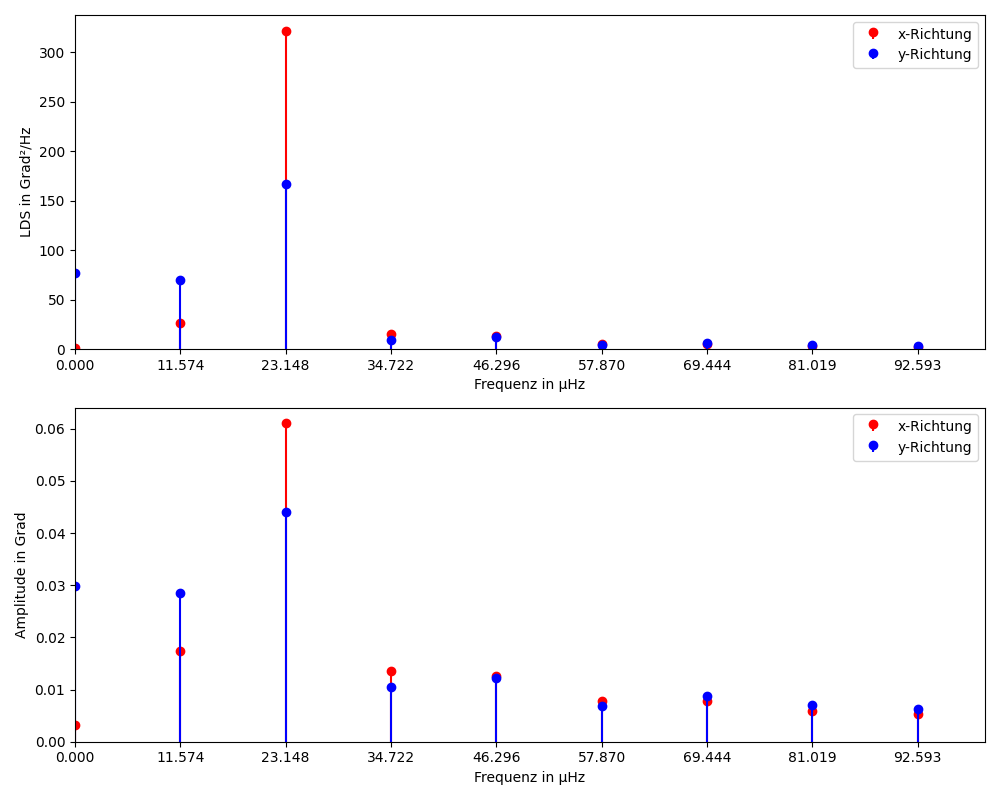 x-Richtung
y-Richtung
300
250
200
150
100
50
0
LDS in Grad²/Hz
0.000 11.574 23.148 34.722 46.296 57.870 69.444 81.019 92.593
Frequenz in µHz
x-Richtung
y-Richtung
0.06
0.05
0.04
0.03
0.02
0.01
0.00
Amplitude in Grad
0.000 11.574 23.148 34.722 46.296 57.870 69.444 81.019 92.593
Frequenz in µHz